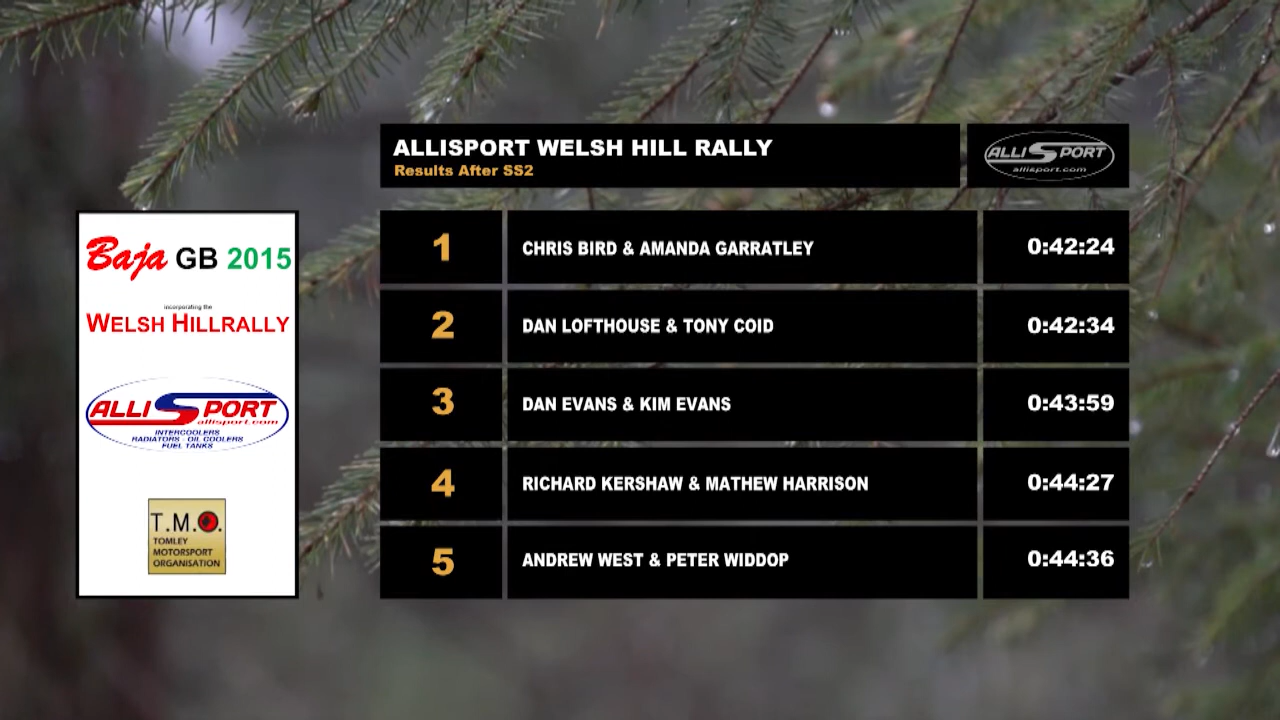 ALLISPORT WELSH HILL RALLY
Results After SS2
ALLISPORT
allisport.com
Baja GB 2015
incorporating the
WELSH HILLRALLY
ALLISPORT
allisport.com
INTERCOOLERS
RADIATORS - OIL COOLERS
FUEL TANKS
T.M.O.
TOMLEY
MOTORSPORT
ORGANISATION
1 CHRIS BIRD & AMANDA GARRATLEY 0:42:24
2 DAN LOFTHOUSE & TONY COID 0:42:34
3 DAN EVANS & KIM EVANS 0:43:59
4 RICHARD KERSHAW & MATHEW HARRISON 0:44:27
5 ANDREW WEST & PETER WIDDOP 0:44:36